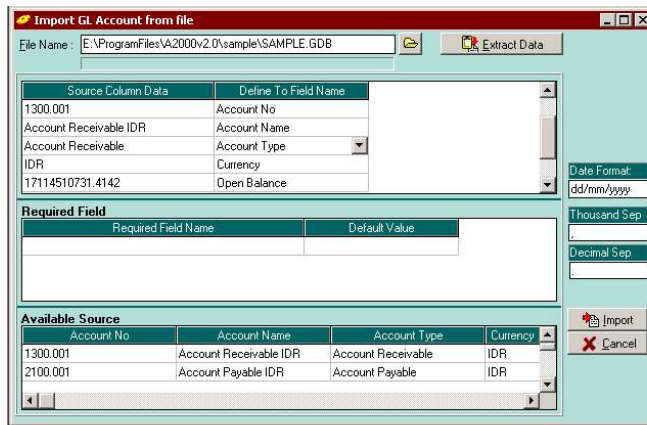 Import GL Account from file
File Name : E:\ProgramFiles\A2000v2.0\sample\SAMPLE.GDB Extract Data
Source Column Data Define To Field Name
1300.001 Account No
Account Receivable IDR Account Name
Account Receivable Account Type
IDR Currency
17114510731.4142 Open Balance
Date Format:
dd/mm/yyyy
Thousand Sep
,
Decimal Sep
.
Required Field
Required Field Name Default Value
Available Source
Account No Account Name Account Type Currency
1300.001 Account Receivable IDR Account Receivable IDR
2100.001 Account Payable IDR Account Payable IDR
Import
Cancel